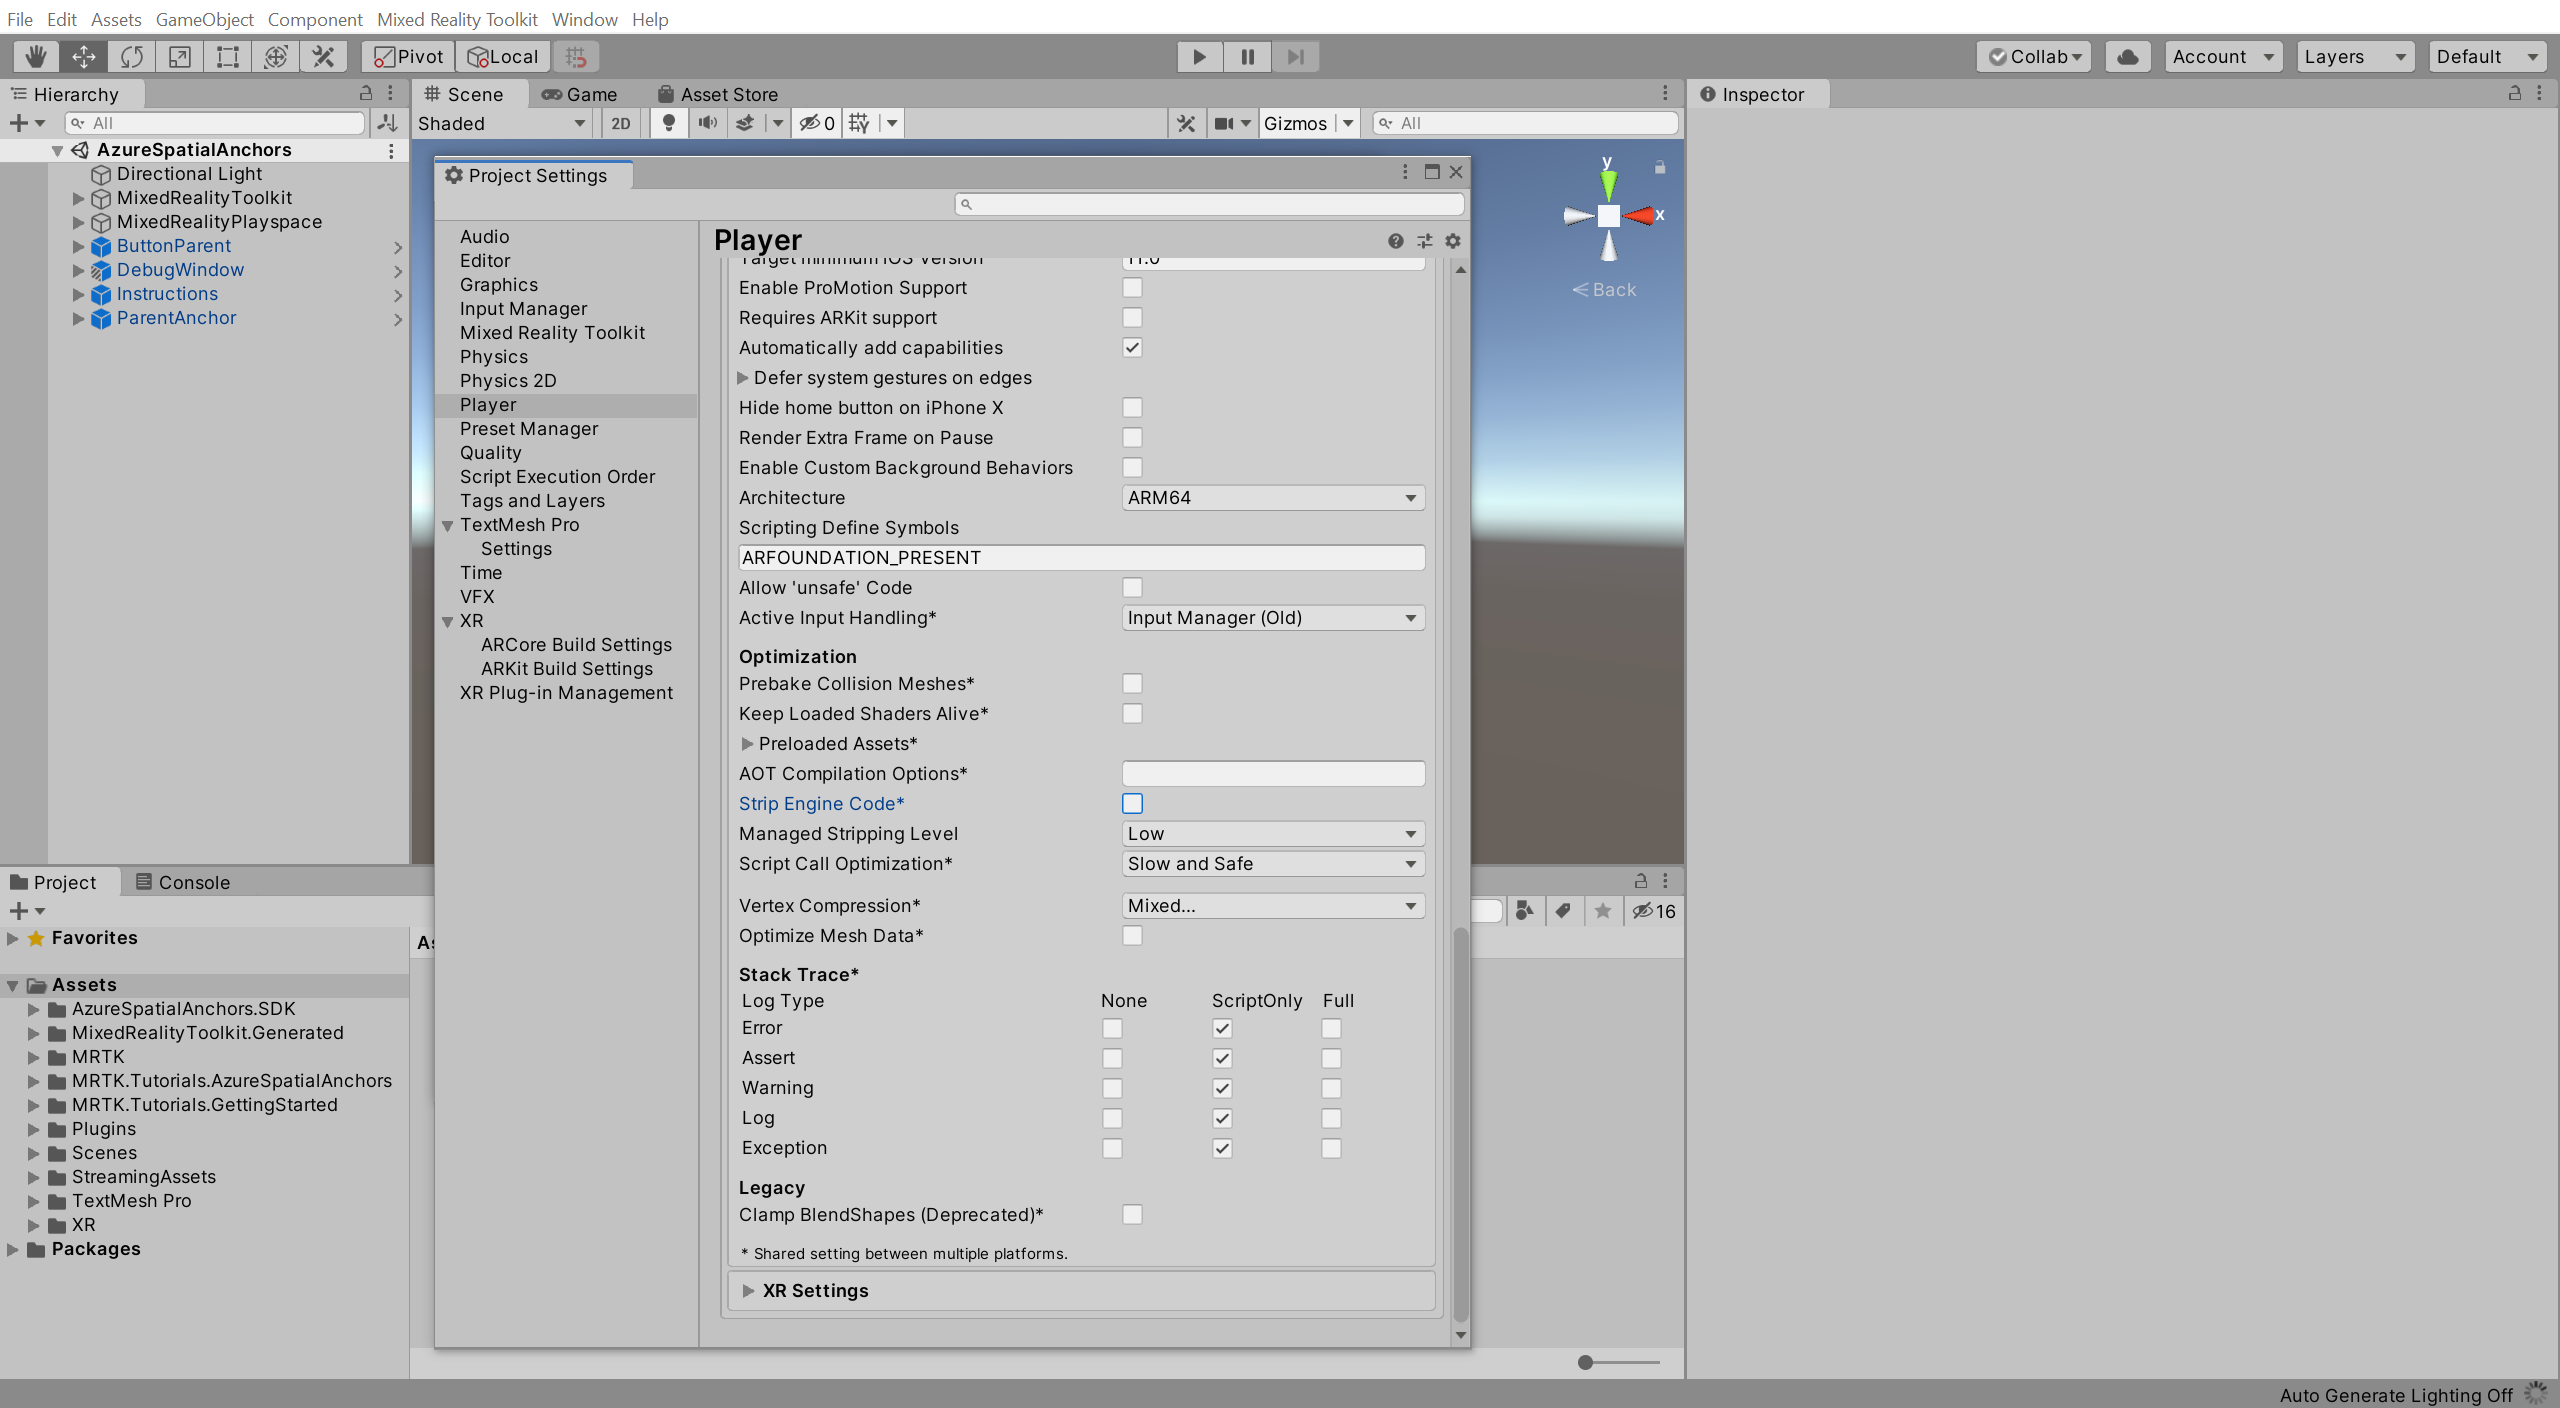 File Edit Assets GameObject Component Mixed Reality Toolkit Window Help
Pivot Local Collab Account Layers Default
Hierarchy
All
AzureSpatialAnchors
Directional Light
MixedRealityToolkit
MixedRealityPlayspace
ButtonParent
DebugWindow
Instructions
ParentAnchor
Scene Game Asset Store
Shaded 2D 0 Gizmos All
y
x
Back
Inspector
Project Settings
Audio
Editor
Graphics
Input Manager
Mixed Reality Toolkit
Physics
Physics 2D
Player
Preset Manager
Quality
Script Execution Order
Tags and Layers
TextMesh Pro
Settings
Time
VFX
XR
ARCore Build Settings
ARKit Build Settings
XR Plug-in Management
Player
Target minimum iOS Version 11.0
Enable ProMotion Support
Requires ARKit support
Automatically add capabilities
Defer system gestures on edges
Hide home button on iPhone X
Render Extra Frame on Pause
Enable Custom Background Behaviors
Architecture ARM64
Scripting Define Symbols
ARFOUNDATION_PRESENT
Allow 'unsafe' Code
Active Input Handling* Input Manager (Old)
Optimization
Prebake Collision Meshes*
Keep Loaded Shaders Alive*
Preloaded Assets*
AOT Compilation Options*
Strip Engine Code*
Managed Stripping Level Low
Script Call Optimization* Slow and Safe
Vertex Compression* Mixed...
Optimize Mesh Data*
Stack Trace*
Log Type None ScriptOnly Full
Error
Assert
Warning
Log
Exception
Legacy
Clamp BlendShapes (Deprecated)*
* Shared setting between multiple platforms.
XR Settings
Project Console
16
Favorites
Assets
AzureSpatialAnchors.SDK
MixedRealityToolkit.Generated
MRTK
MRTK.Tutorials.AzureSpatialAnchors
MRTK.Tutorials.GettingStarted
Plugins
Scenes
StreamingAssets
TextMesh Pro
XR
Packages
Auto Generate Lighting Off